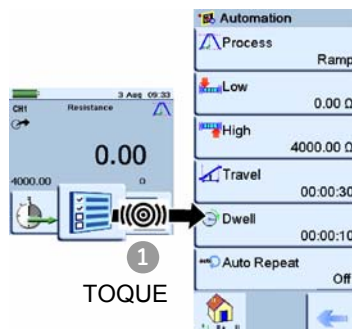 3 Aug 09:33
CH1
Resistance
0.00
4000.00
Ω
1
TOQUE
Automation
Process
Ramp
Low
0.00 Ω
High
4000.00 Ω
Travel
00:00:30
Dwell
00:00:10
Auto Repeat
Off